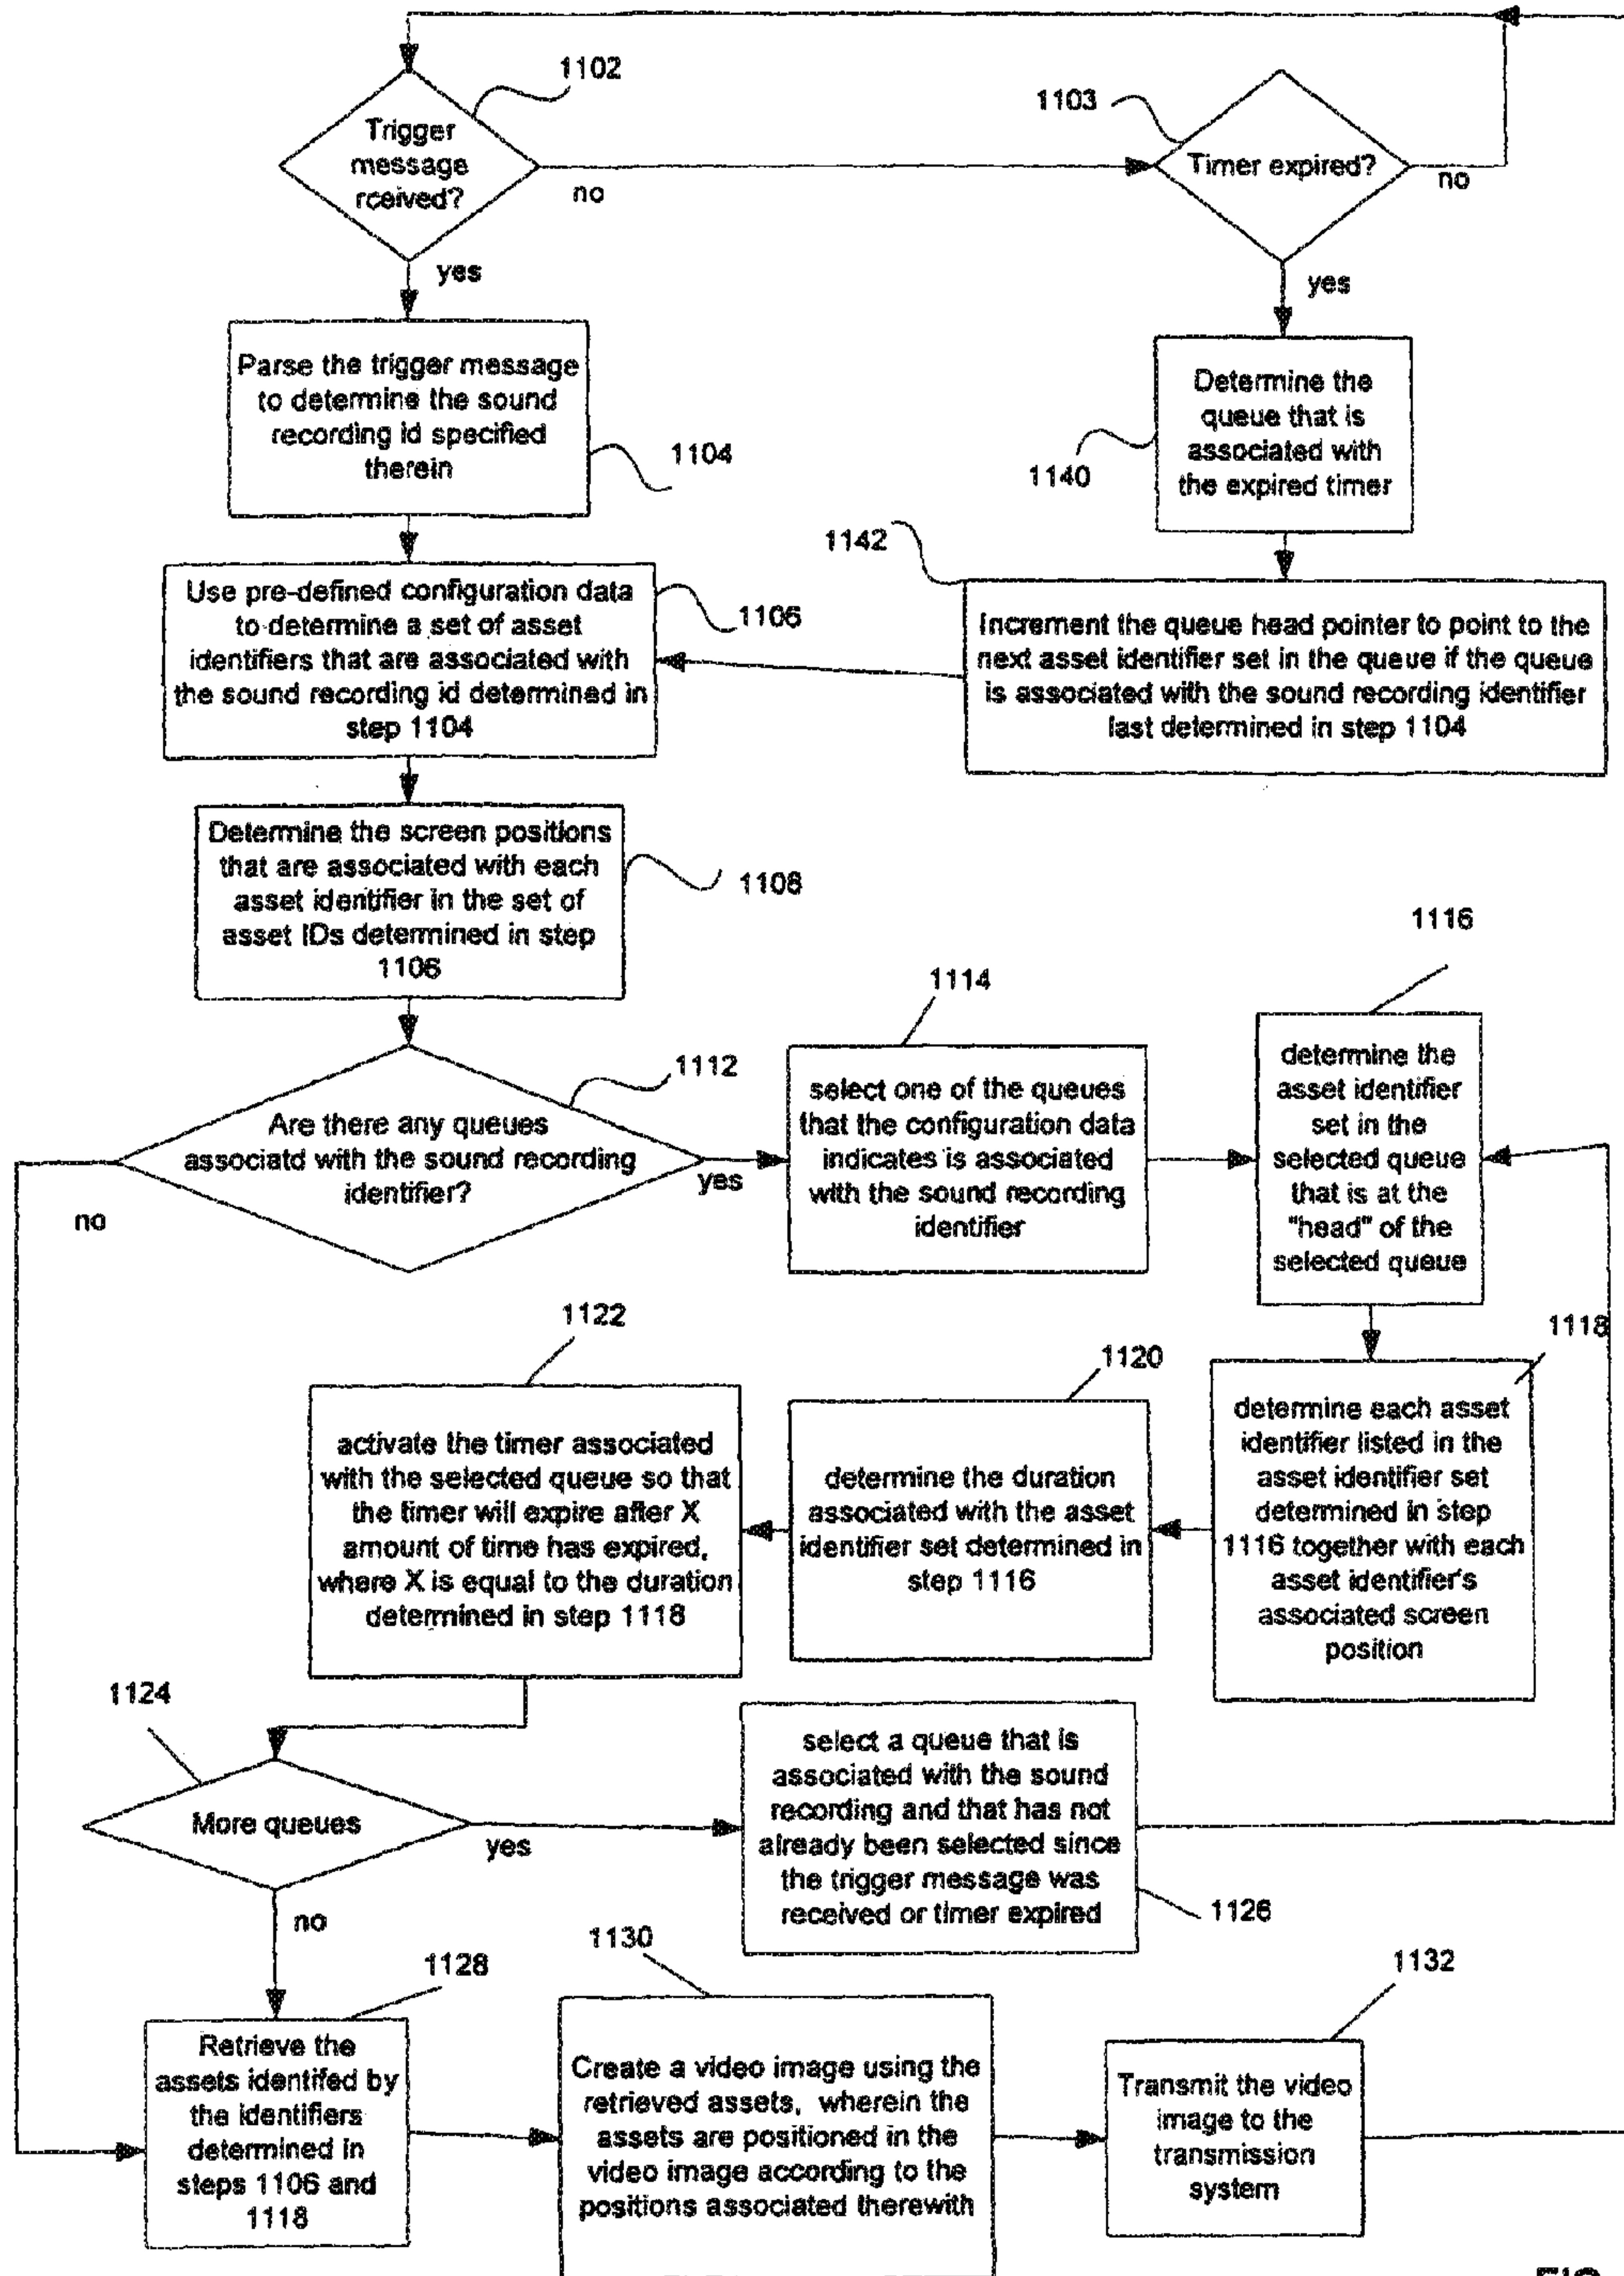 1102
Trigger
message
rceived?
no
yes
1103
Timer expired?
no
yes
Parse the trigger message
to determine the sound
recording id specified
therein
1104
Determine the
queue that is
associated with
the expired timer
1140
1142
Use pre-defined configuration data
to determine a set of asset
identifiers that are associated with
the sound recording id determined in
step 1104
1106
Increment the queue head pointer to point to the
next asset identifier set in the queue if the queue
is associated with the sound recording identifier
last determined in step 1104
Determine the screen positions
that are associated with each
asset identifier in the set of
asset IDs determined in step
1106
1108
1112
Are there any queues
associatd with the sound recording
identifier?
no
yes
1114
select one of the queues
that the configuration data
indicates is associated
with the sound recording
identifier
1116
determine the
asset identifier
set in the
selected queue
that is at the
"head" of the
selected queue
1118
determine each asset
identifier listed in the
asset identifier set
determined in step
1116 together with each
asset identifier's
associated screen
position
1120
determine the duration
associated with the asset
identifier set determined in
step 1116
1122
activate the timer associated
with the selected queue so that
the timer will expire after X
amount of time has expired,
where X is equal to the duration
determined in step 1118
1124
More queues
yes
no
select a queue that is
associated with the sound
recording and that has not
already been selected since
the trigger message was
received or timer expired
1126
1128
Retrieve the
assets identifed by
the identifiers
determined in
steps 1106 and
1118
1130
Create a video image using the
retrieved assets, wherein the
assets are positioned in the
video image according to the
positions associated therewith
1132
Transmit the video
image to the
transmission
system